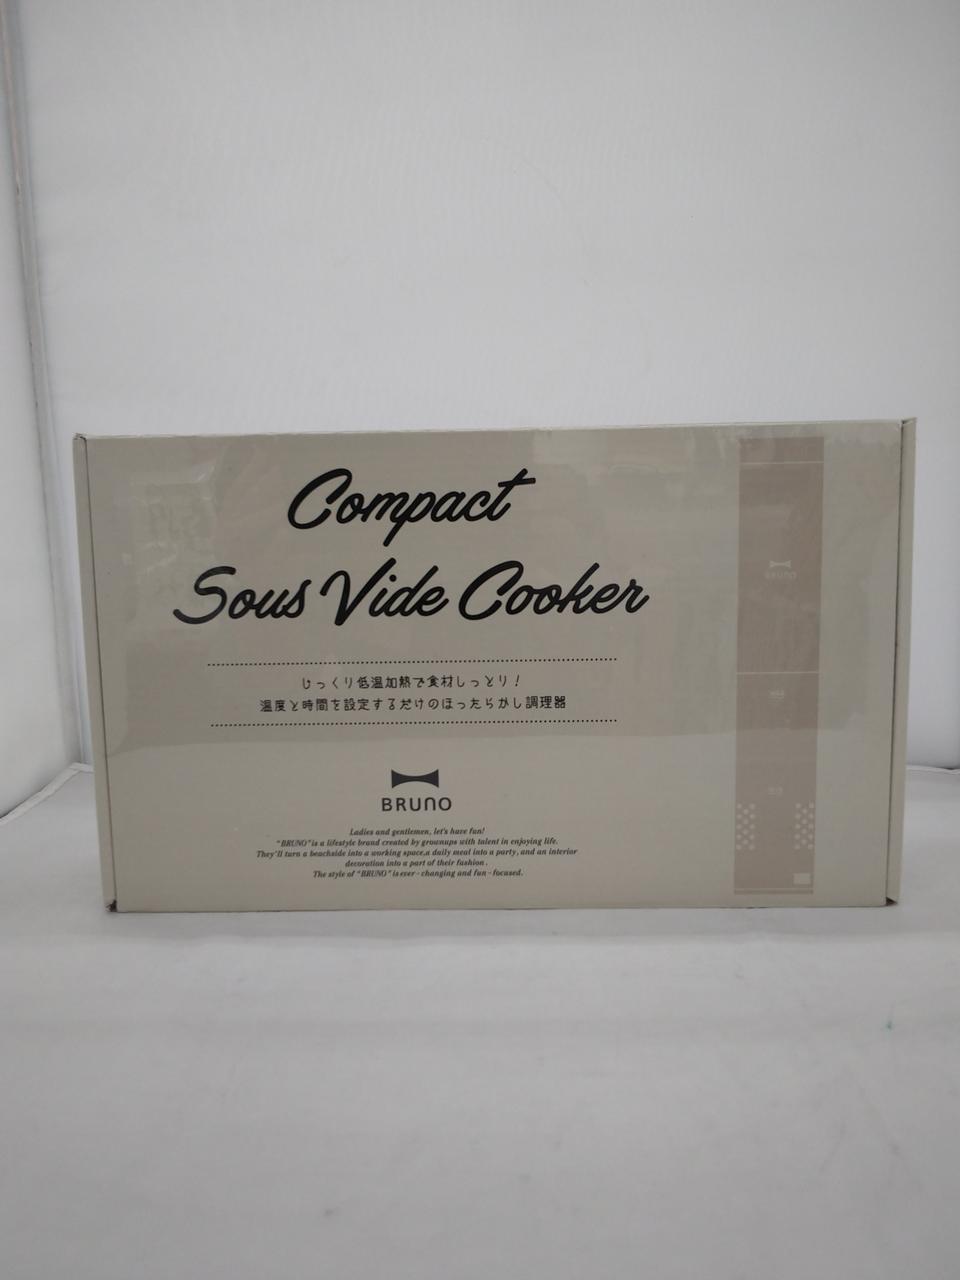 Compact
Sous Vide Cooker
じっくり低温加熱で食材しっとり！
温度と時間を設定するだけのほったらかし調理器
BRUNO
Ladies and gentlemen, let's have fun!
"BRUNO" is a lifestyle brand created by grownups with talent in enjoying life.
They'll turn a beachside into a working space,a daily meal into a party, and an interior
decoration into a part of their fashion.
The style of "BRUNO" is ever-changing and fun-focused.
BRUNO